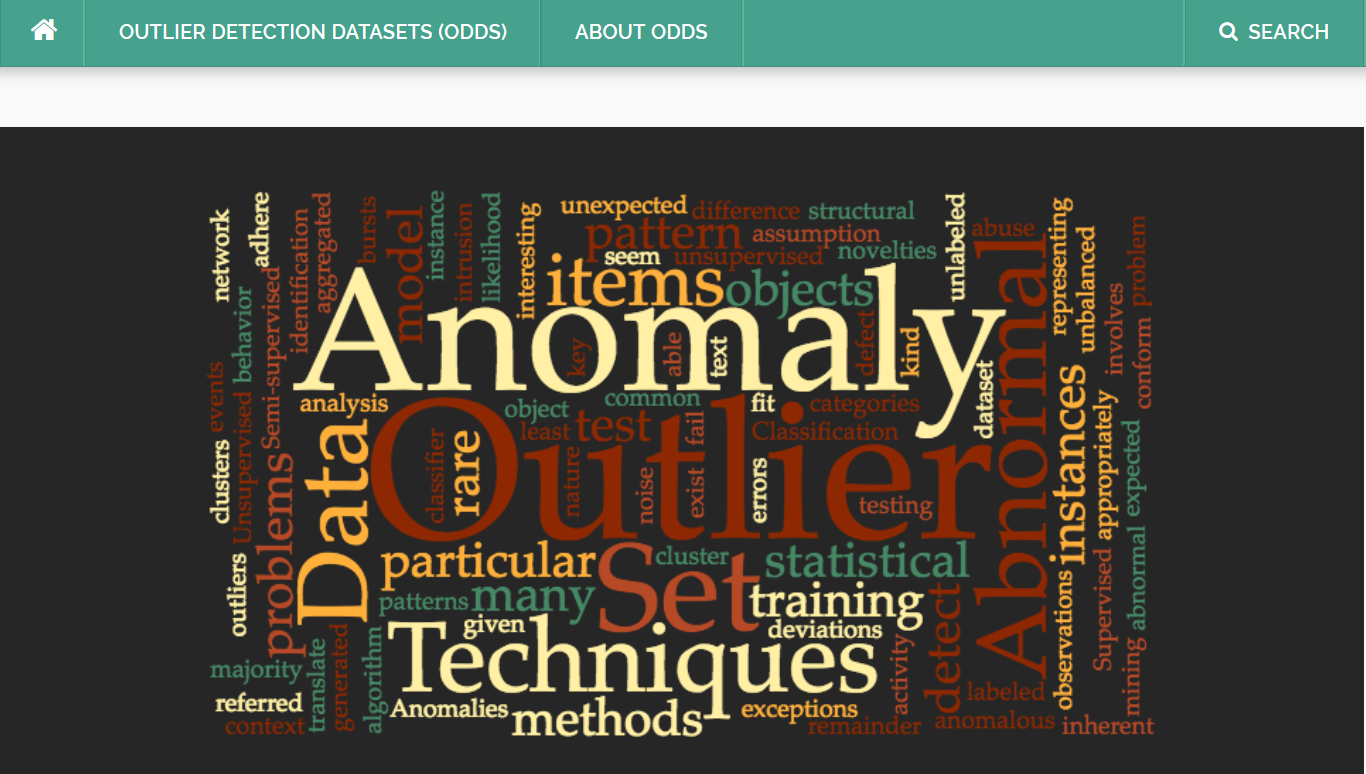 OUTLIER DETECTION DATASETS (ODDS)
ABOUT ODDS
SEARCH
network
adhere
identification
aggregated
bursts
model
instance
intrusion
likelihood
interesting
unexpected
difference
structural
pattern
assumption
seem
unsupervised
novelties
items
objects
unlabeled
abuse
representing
unbalanced
problem
involves
conform
behavior
Semi-supervised
Anomaly
key
able
text
defect
kind
dataset
Abnormal
events
Unsupervised
clusters
analysis
object
common
fit
categories
least
test
fail
Classification
Data
Outlier
classifier
rare
nature
noise
exist
errors
testing
instances
appropriately
expected
outliers
problems
particular
Set
cluster
statistical
patterns
many
training
given
deviations
Techniques
detect
activity
observations
Supervised
abnormal
mining
majority
translate
generated
algorithm
referred
context
Anomalies
methods
exceptions
labeled
remainder
anomalous
inherent